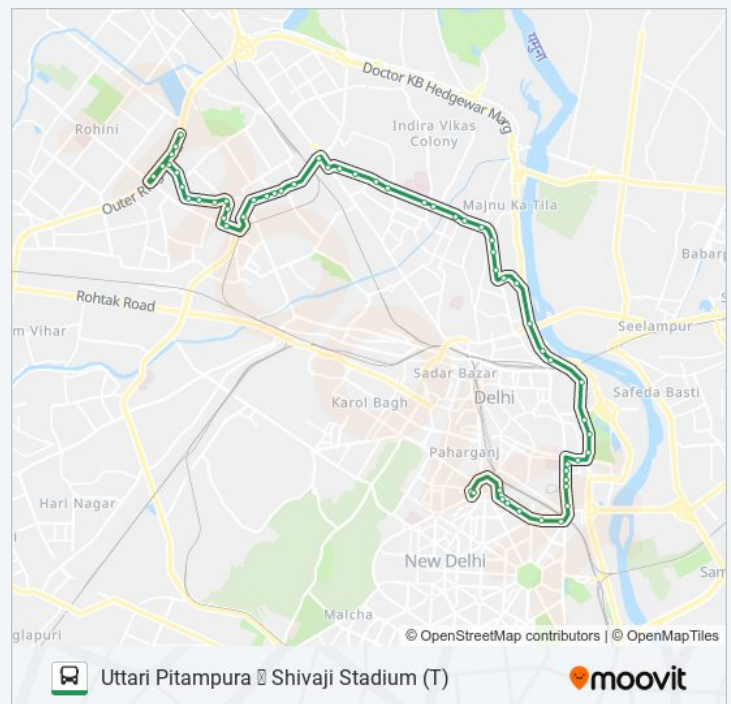 यमुना
Doctor KB Hedgewar Marg
Rohini
Indira Vikas
Colony
Outer R
Majnu Ka Tila
Babarp
Rohtak Road
Seelampur
m Vihar
Sadar Bazar
Safeda Basti
Karol Bagh
Delhi
Paharganj
Hari Nagar
New Delhi
Sam
Malcha
glapuri
© OpenStreetMap contributors | © OpenMapTiles
Uttari Pitampura  Shivaji Stadium (T)
moovit